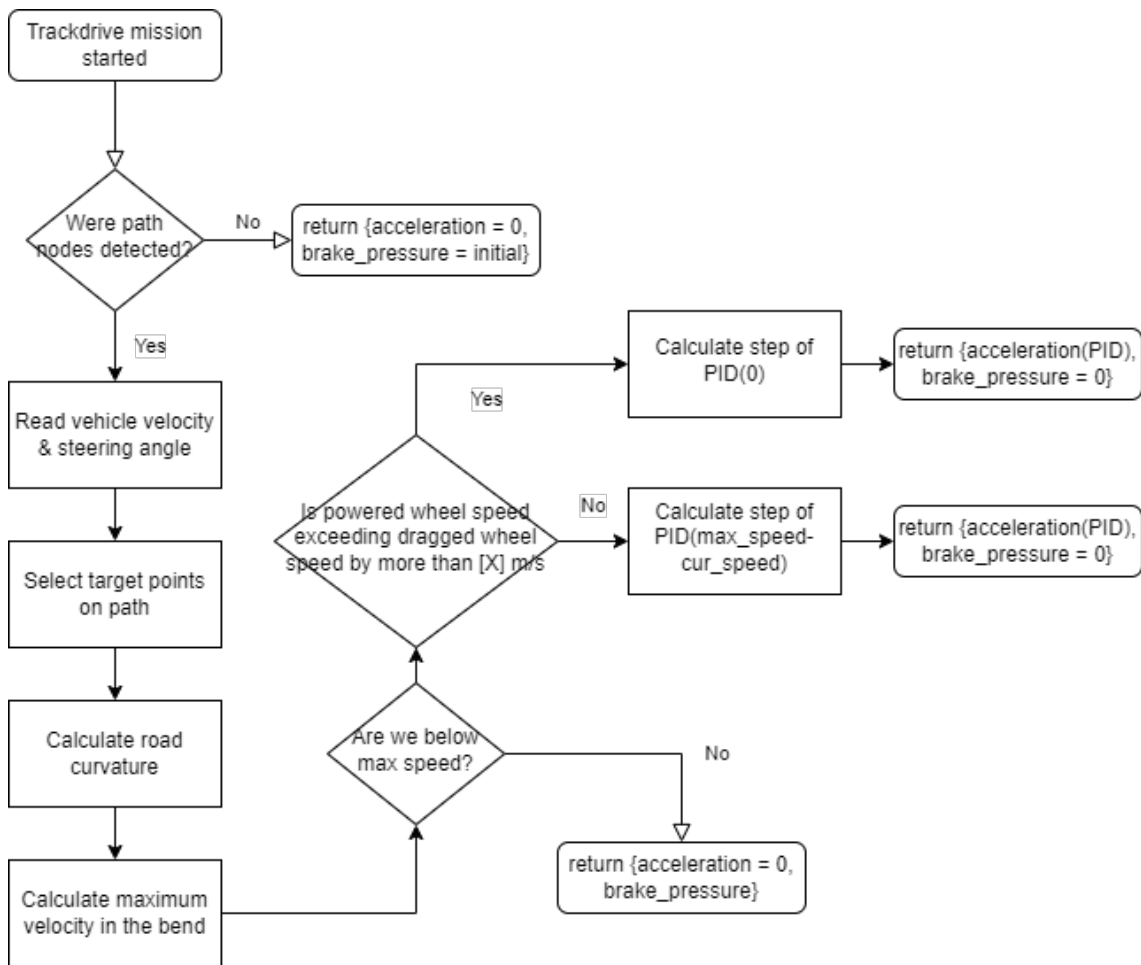 Trackdrive mission
started
Were path
nodes detected?
No
return {acceleration = 0,
brake_pressure = initial}
Yes
Read vehicle velocity
& steering angle
Select target points
on path
Calculate road
curvature
Calculate maximum
velocity in the bend
Are we below
max speed?
No
return {acceleration = 0,
brake_pressure}
Is powered wheel speed
exceeding dragged wheel
speed by more than [X] m/s
Yes
Calculate step of
PID(0)
return {acceleration(PID),
brake_pressure = 0}
No
Calculate step of
PID(max_speed-
cur_speed)
return {acceleration(PID),
brake_pressure = 0}